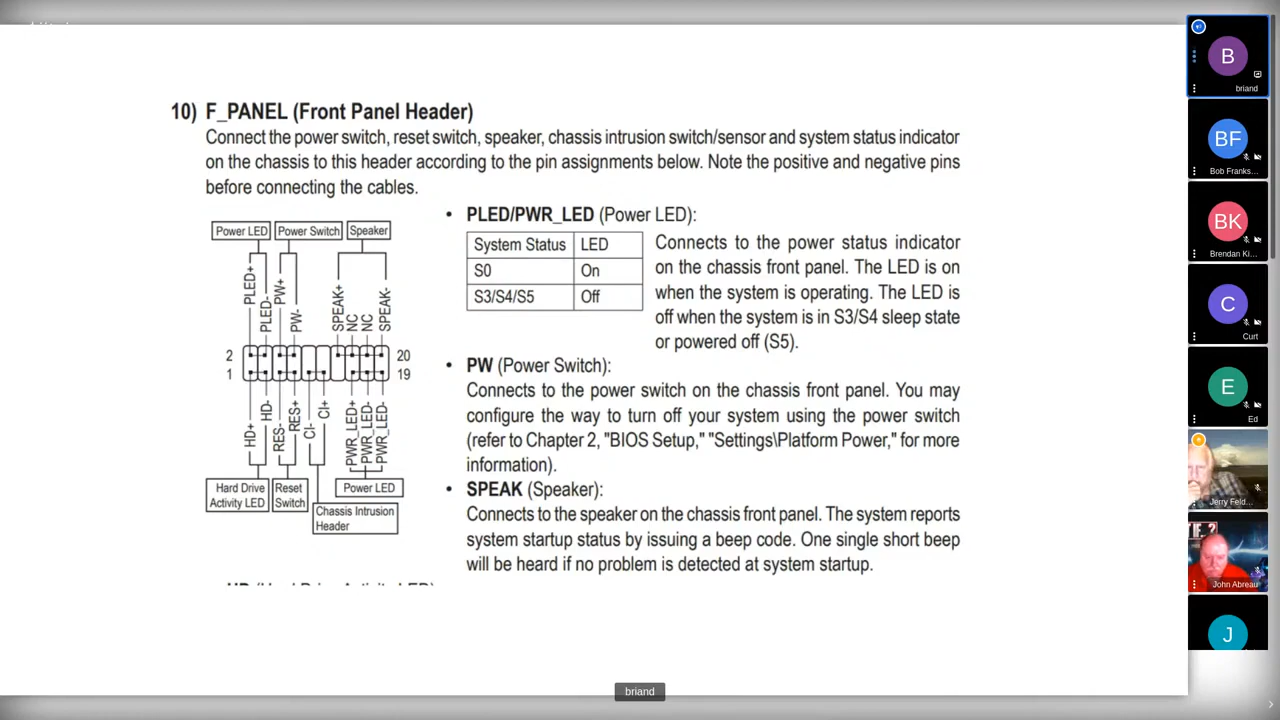 10) F_PANEL (Front Panel Header)
Connect the power switch, reset switch, speaker, chassis intrusion switch/sensor and system status indicator
on the chassis to this header according to the pin assignments below. Note the positive and negative pins
before connecting the cables.
Power LED
Power Switch
Speaker
PLED+
PLED-
PW+
PW-
SPEAK+
NC
NC
SPEAK-
2
20
1
19
HD+
HD-
RES-
RES+
CI-
CI+
PWR_LED+
PWR_LED-
PWR_LED-
Hard Drive
Activity LED
Reset
Switch
Power LED
Chassis Intrusion
Header
• PLED/PWR_LED (Power LED):
System Status LED
S0 On
S3/S4/S5 Off
Connects to the power status indicator
on the chassis front panel. The LED is on
when the system is operating. The LED is
off when the system is in S3/S4 sleep state
or powered off (S5).
• PW (Power Switch):
Connects to the power switch on the chassis front panel. You may
configure the way to turn off your system using the power switch
(refer to Chapter 2, "BIOS Setup," "Settings\Platform Power," for more
information).
• SPEAK (Speaker):
Connects to the speaker on the chassis front panel. The system reports
system startup status by issuing a beep code. One single short beep
will be heard if no problem is detected at system startup.
briand
B
briand
BF
Bob Franks...
BK
Brendan Ki...
C
Curt
E
Ed
Jerry Feld...
John Abreau
J